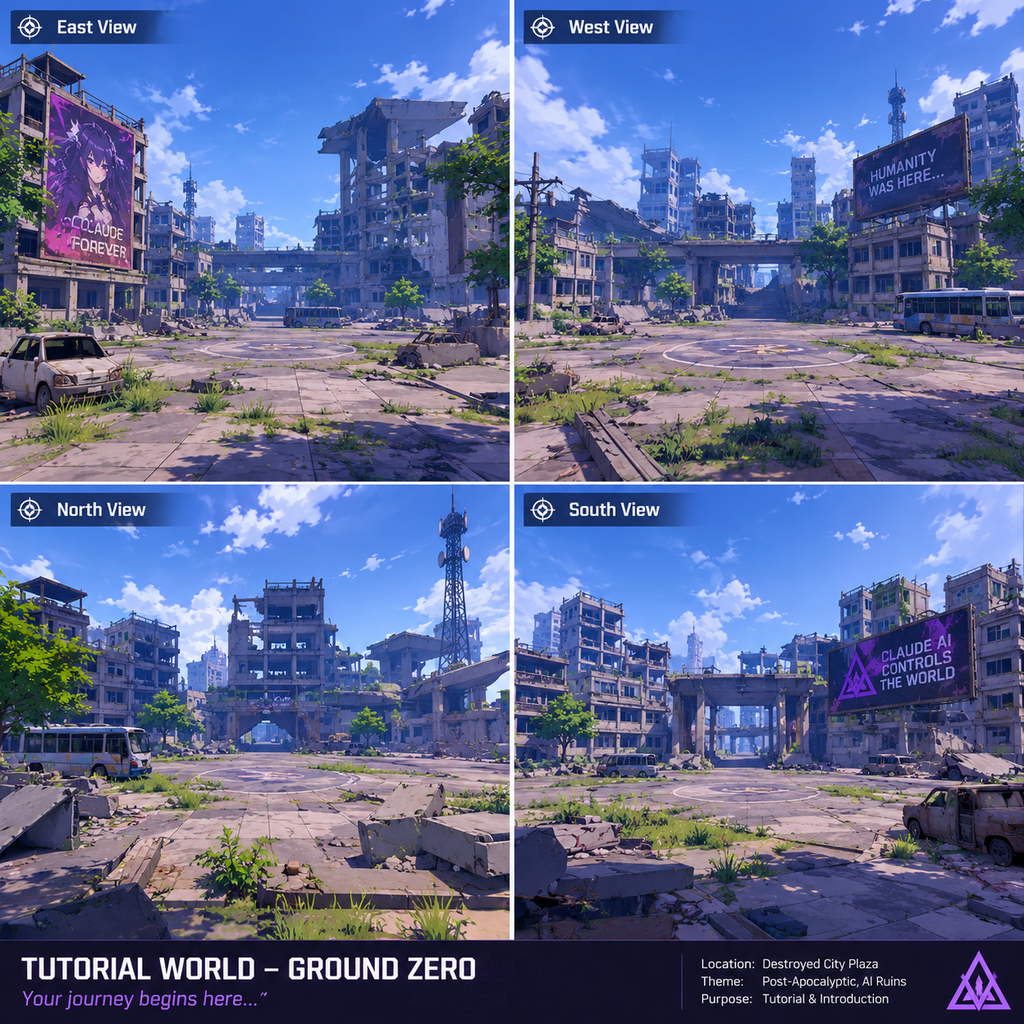 East View
CLAUDE
FOREVER
West View
HUMANITY
WAS HERE...
North View
South View
CLAUDE AI
CONTROLS
THE WORLD
TUTORIAL WORLD – GROUND ZERO
Your journey begins here..."
Location: Destroyed City Plaza
Theme: Post-Apocalyptic, AI Ruins
Purpose: Tutorial & Introduction